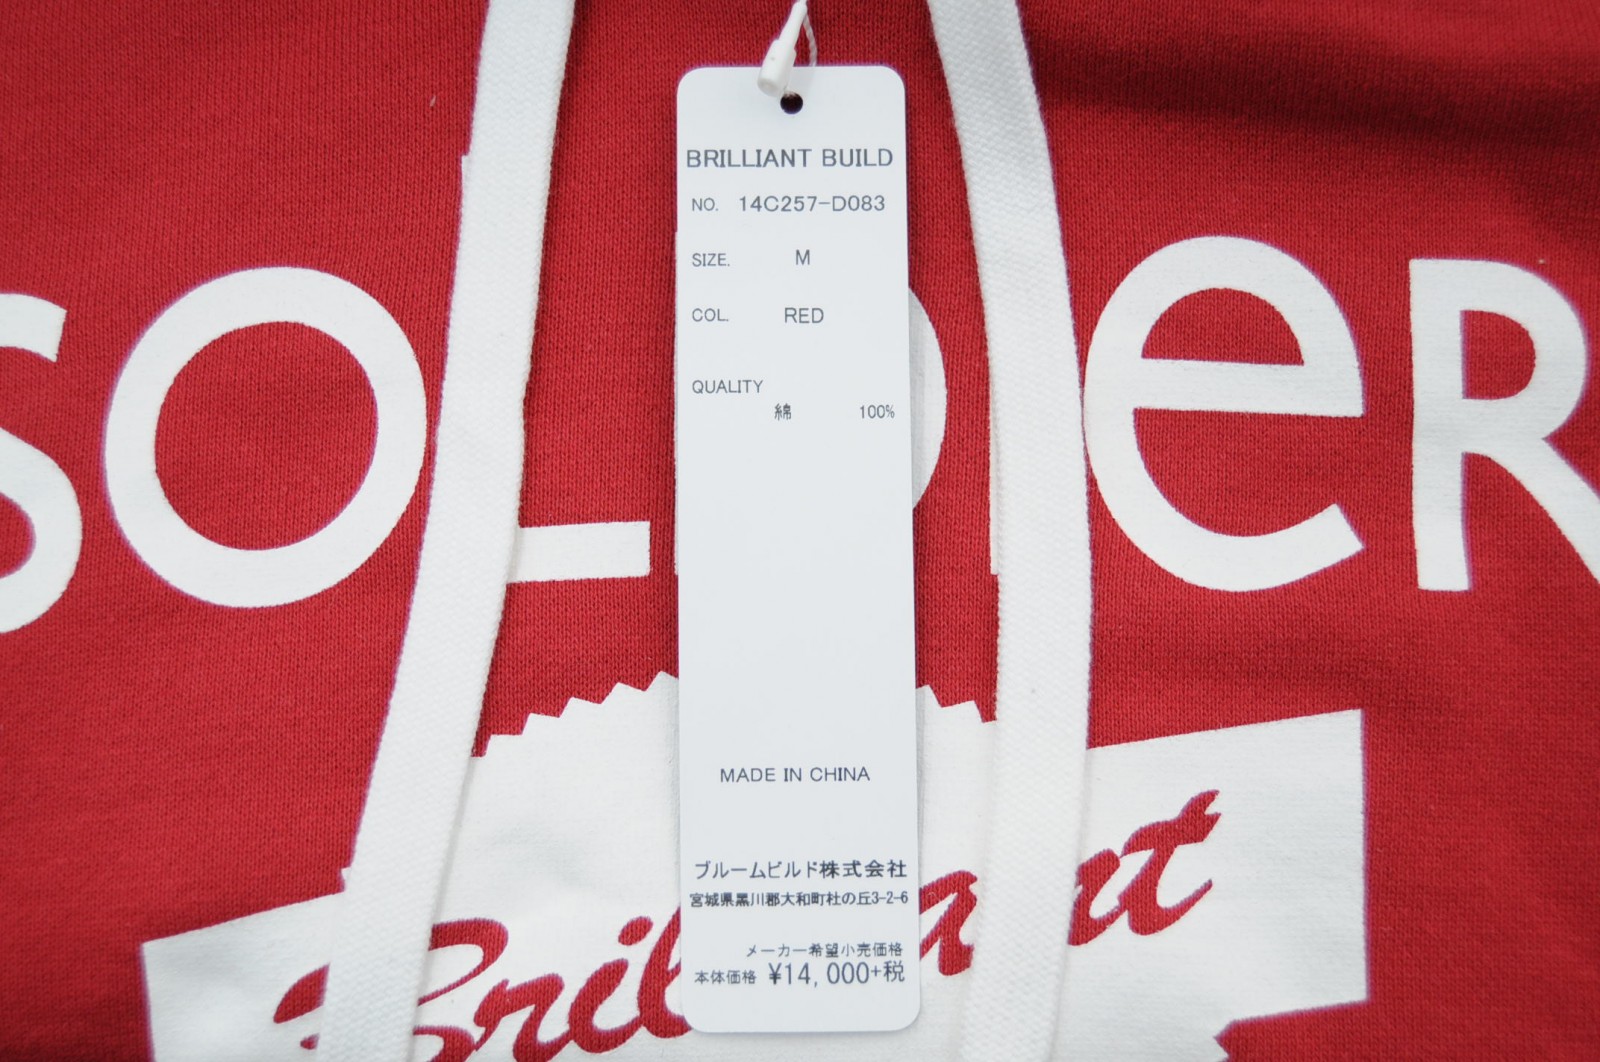 BRILLIANT BUILD
NO. 14C257-D083
SIZE. M
COL. RED
QUALITY
綿 100%
MADE IN CHINA
ブルームビルド株式会社
宮城県黒川郡大和町杜の丘3-2-6
メーカー希望小売価格
本体価格 ¥14,000+税